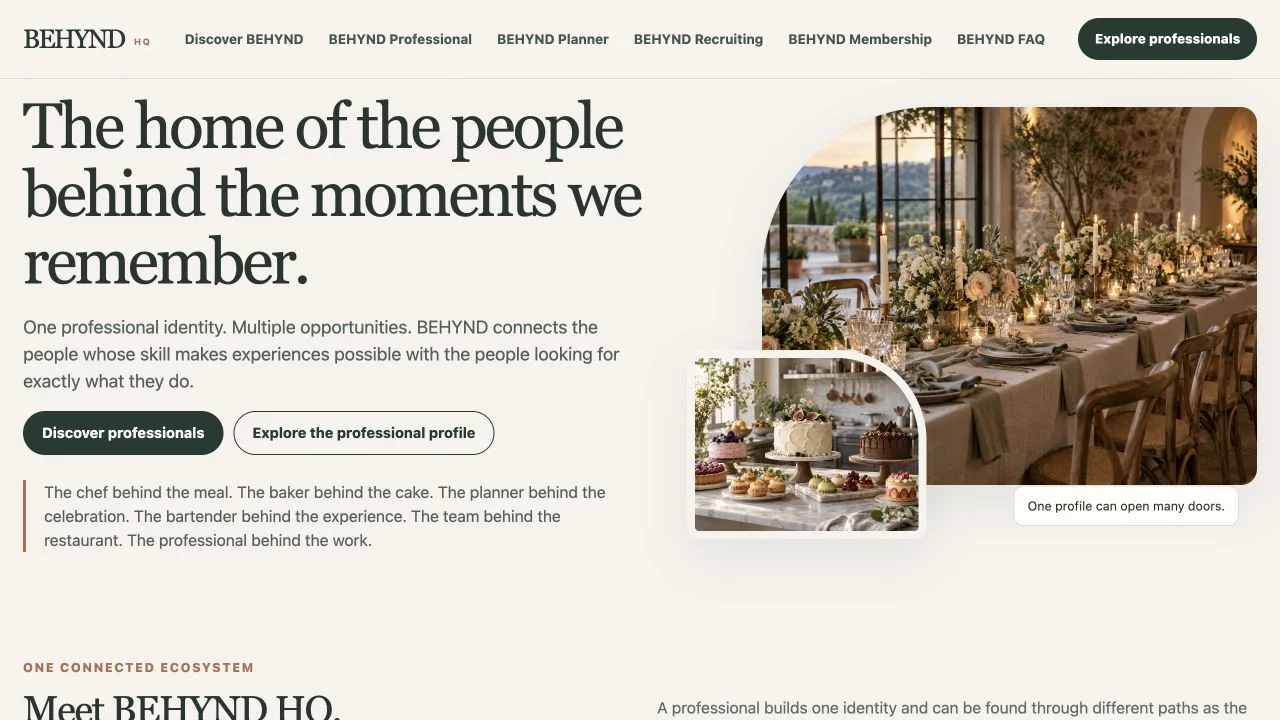 BEHYND HQ
Discover BEHYND
BEHYND Professional
BEHYND Planner
BEHYND Recruiting
BEHYND Membership
BEHYND FAQ
Explore professionals
The home of the people
behind the moments we
remember.
One professional identity. Multiple opportunities. BEHYND connects the
people whose skill makes experiences possible with the people looking for
exactly what they do.
Discover professionals
Explore the professional profile
The chef behind the meal. The baker behind the cake. The planner behind the
celebration. The bartender behind the experience. The team behind the
restaurant. The professional behind the work.
One profile can open many doors.
ONE CONNECTED ECOSYSTEM
Meet BEHYND HQ.
A professional builds one identity and can be found through different paths as the